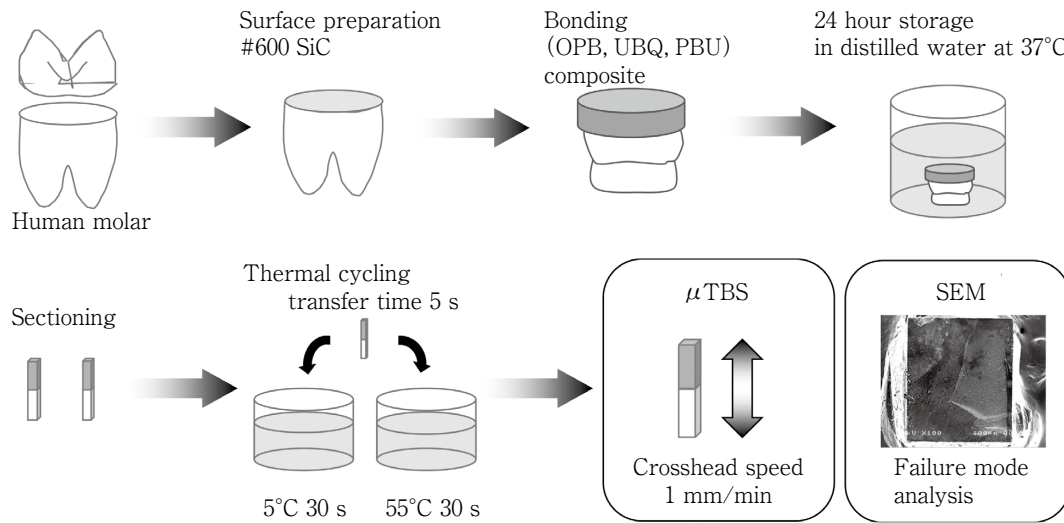 Human molar
Surface preparation
#600 SiC
Bonding
(OPB, UBQ, PBU)
composite
24 hour storage
in distilled water at 37°C
Sectioning
Thermal cycling
transfer time 5 s
5°C 30 s
55°C 30 s
μTBS
Crosshead speed
1 mm/min
SEM
X100
Failure mode
analysis